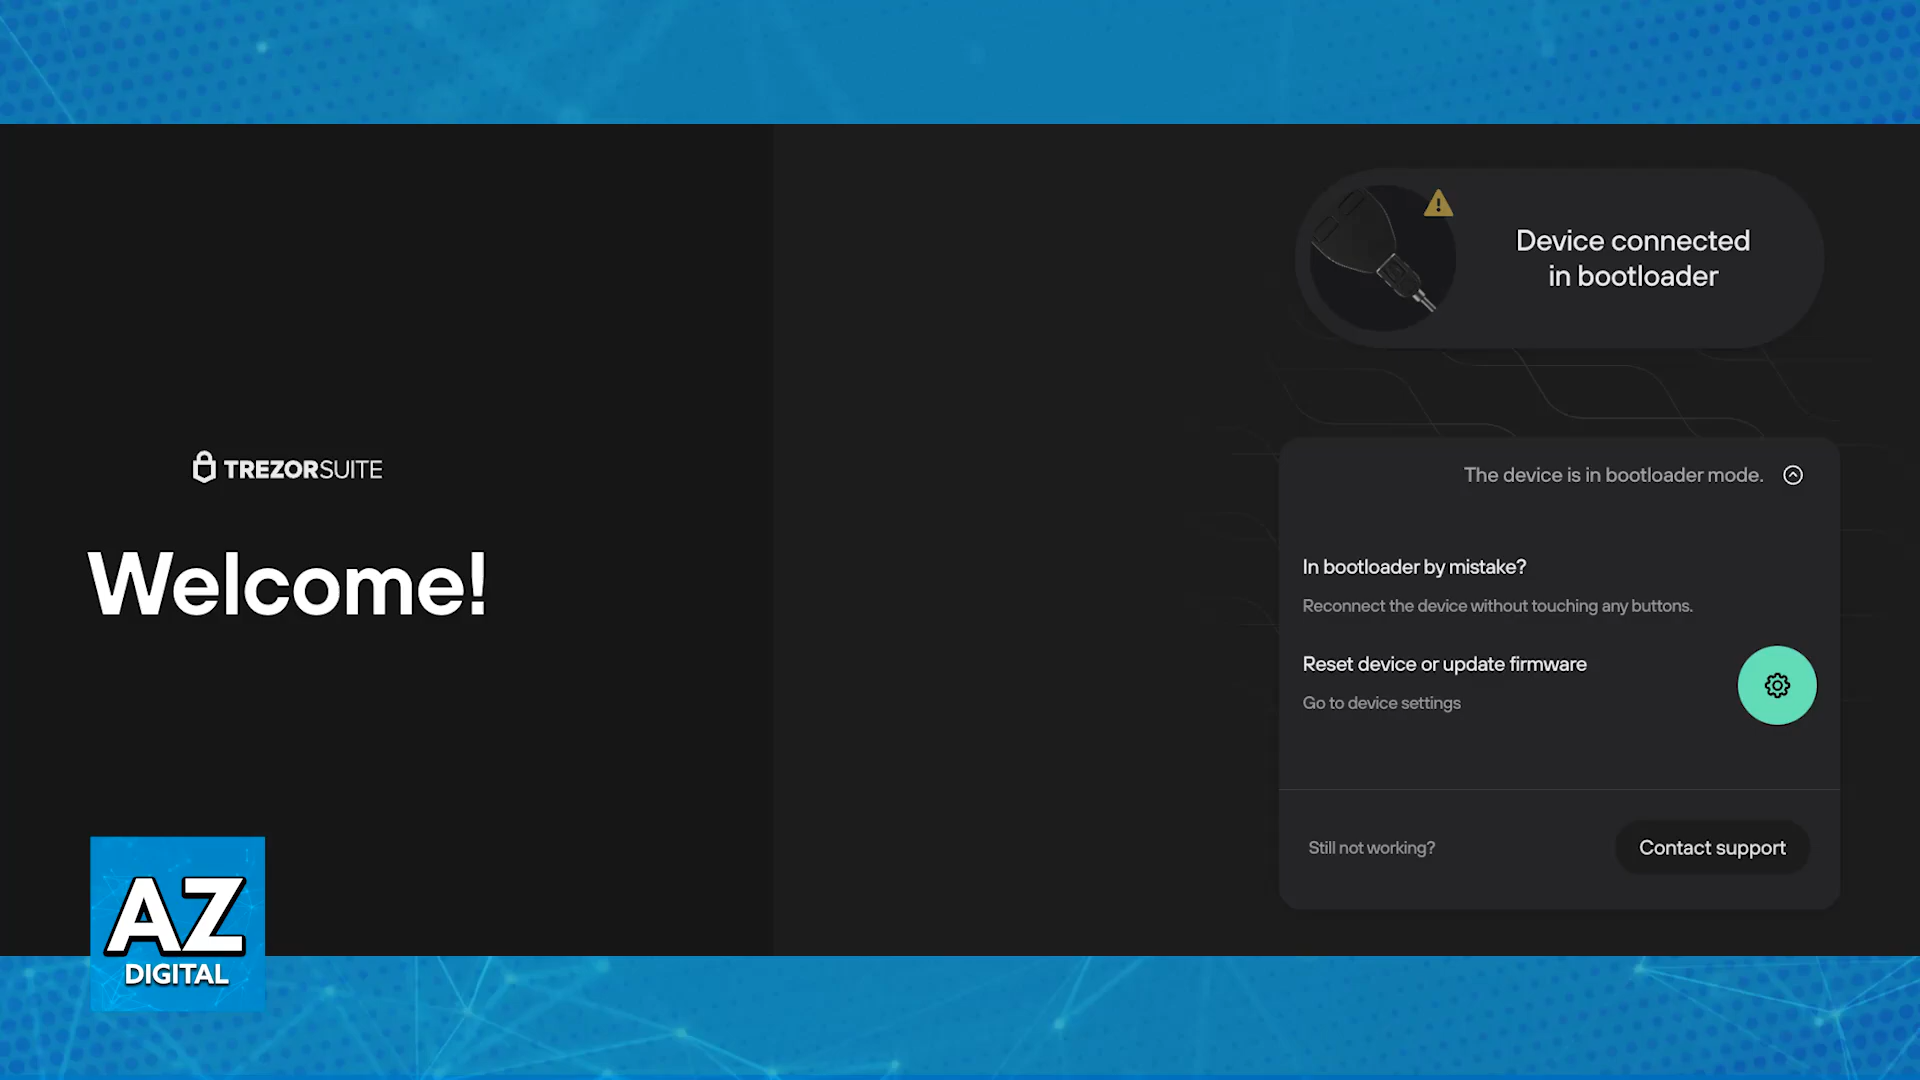 TREZORSUITE
Welcome!
Device connected
in bootloader
The device is in bootloader mode.
In bootloader by mistake?
Reconnect the device without touching any buttons.
Reset device or update firmware
Go to device settings
Still not working?
Contact support
AZ
DIGITAL